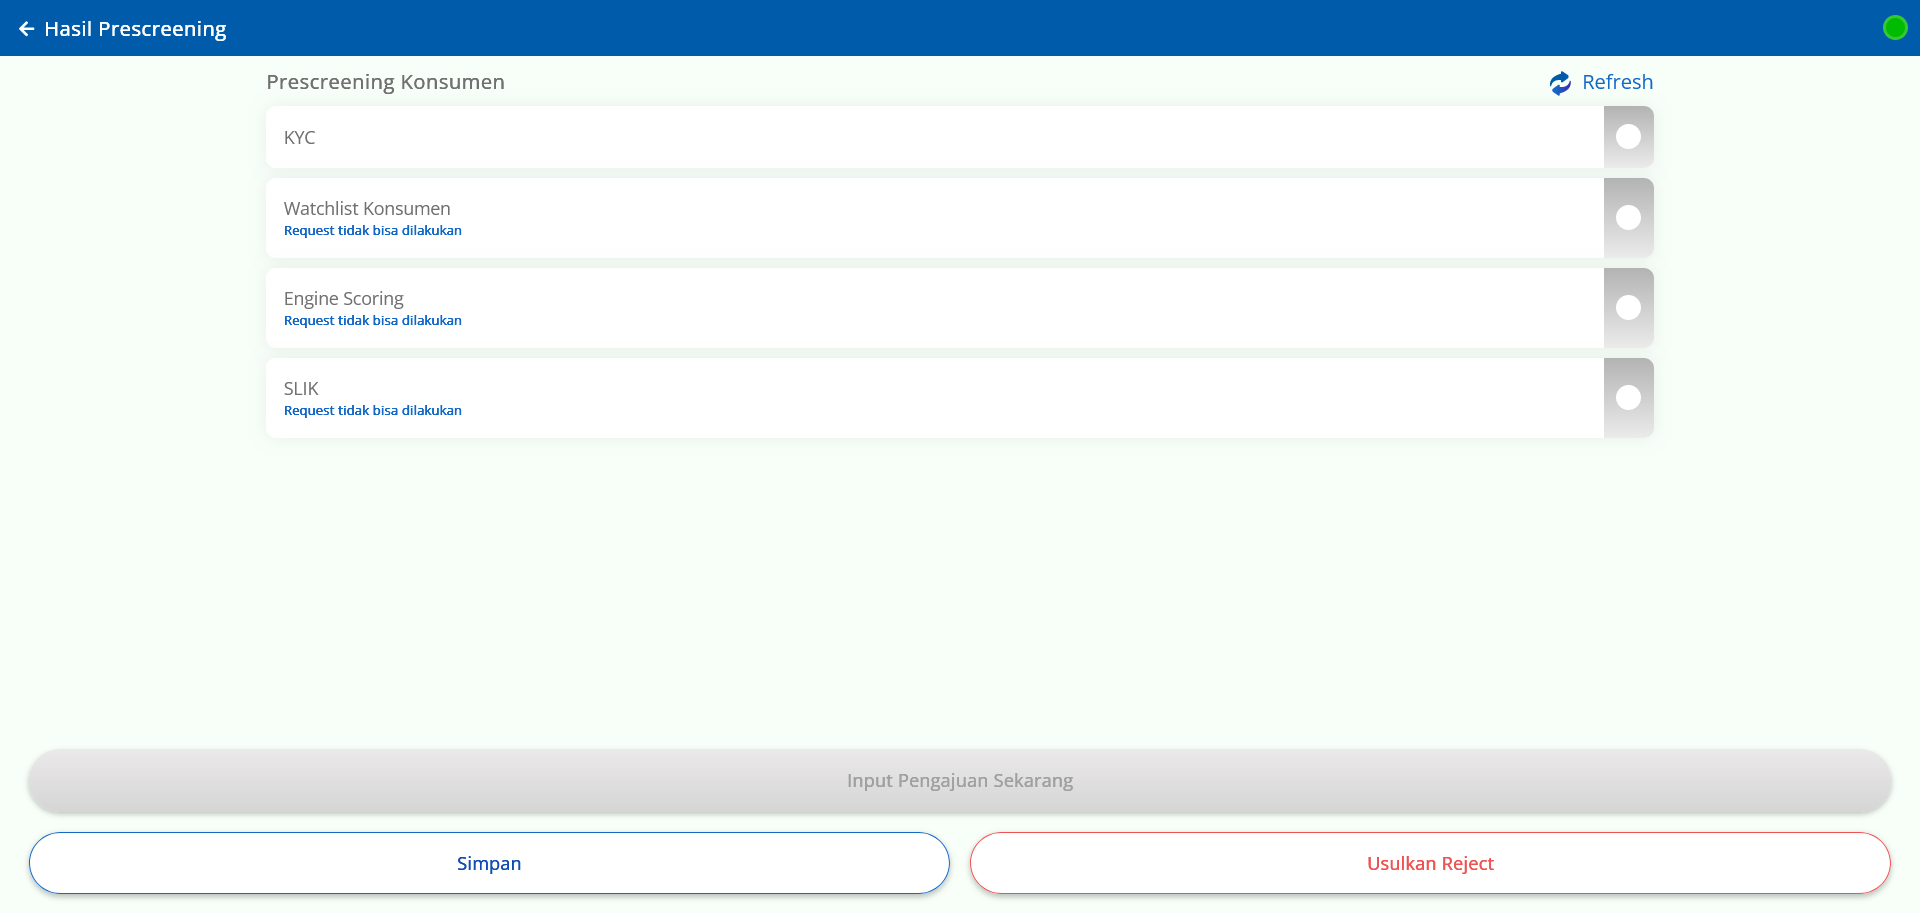 Hasil Prescreening
Prescreening Konsumen
Refresh
KYC
Watchlist Konsumen
Request tidak bisa dilakukan
Engine Scoring
Request tidak bisa dilakukan
SLIK
Request tidak bisa dilakukan
Input Pengajuan Sekarang
Simpan
Usulkan Reject